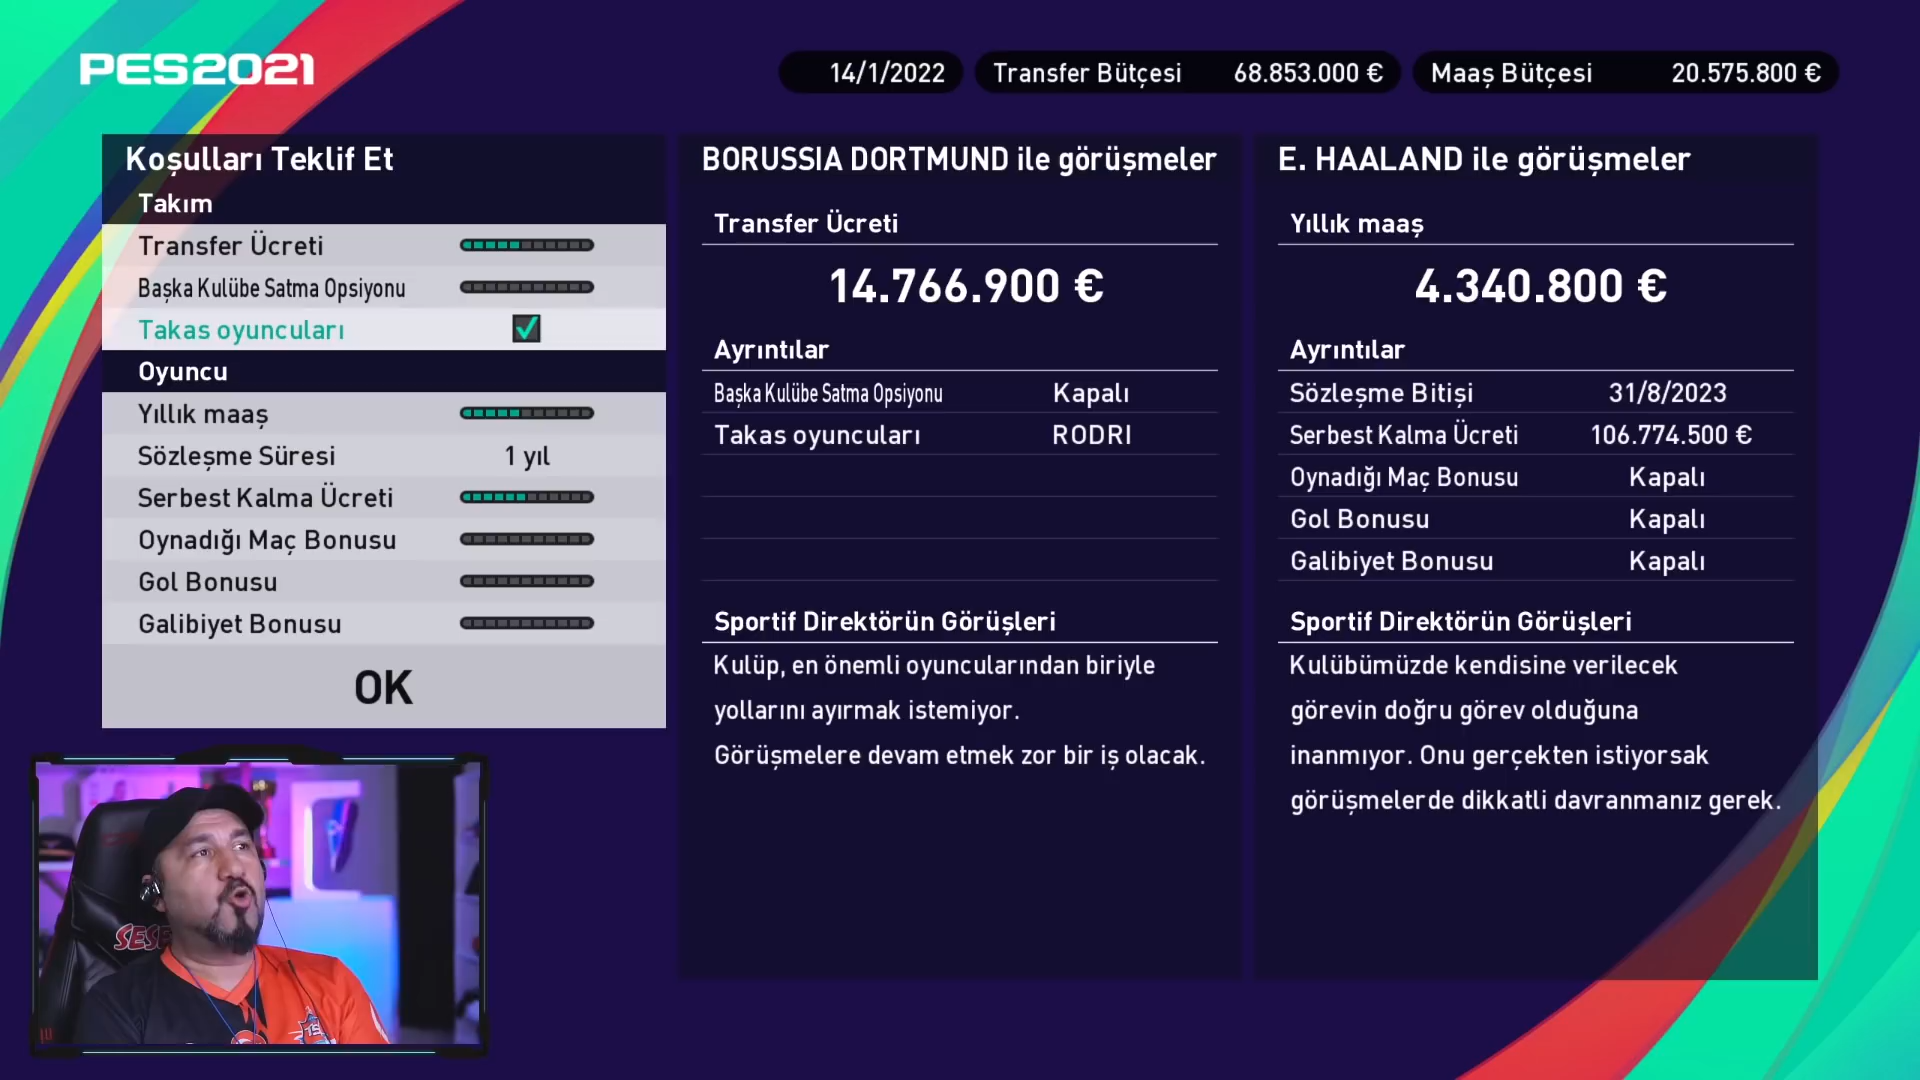 PES2021
14/1/2022
Transfer Bütçesi 68.853.000 €
Maaş Bütçesi 20.575.800 €
Koşulları Teklif Et
Takım
Transfer Ücreti
Başka Kulübe Satma Opsiyonu
Takas oyuncuları
Oyuncu
Yıllık maaş
Sözleşme Süresi 1 yıl
Serbest Kalma Ücreti
Oynadığı Maç Bonusu
Gol Bonusu
Galibiyet Bonusu
OK
BORUSSIA DORTMUND ile görüşmeler
Transfer Ücreti
14.766.900 €
Ayrıntılar
Başka Kulübe Satma Opsiyonu Kapalı
Takas oyuncuları RODRI
Sportif Direktörün Görüşleri
Kulüp, en önemli oyuncularından biriyle
yollarını ayırmak istemiyor.
Görüşmelere devam etmek zor bir iş olacak.
E. HAALAND ile görüşmeler
Yıllık maaş
4.340.800 €
Ayrıntılar
Sözleşme Bitişi 31/8/2023
Serbest Kalma Ücreti 106.774.500 €
Oynadığı Maç Bonusu Kapalı
Gol Bonusu Kapalı
Galibiyet Bonusu Kapalı
Sportif Direktörün Görüşleri
Kulübümüzde kendisine verilecek
görevin doğru görev olduğuna
inanmıyor. Onu gerçekten istiyorsak
görüşmelerde dikkatli davranmanız gerek.